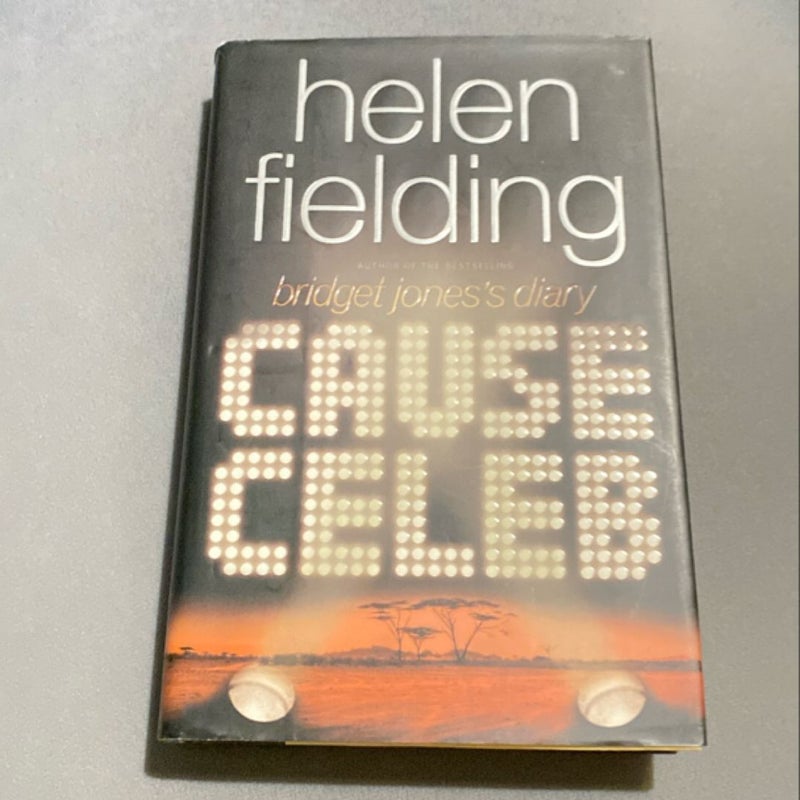 helen
fielding
AUTHOR OF THE BESTSELLING
bridget jones's diary
CAUSE
CELEB